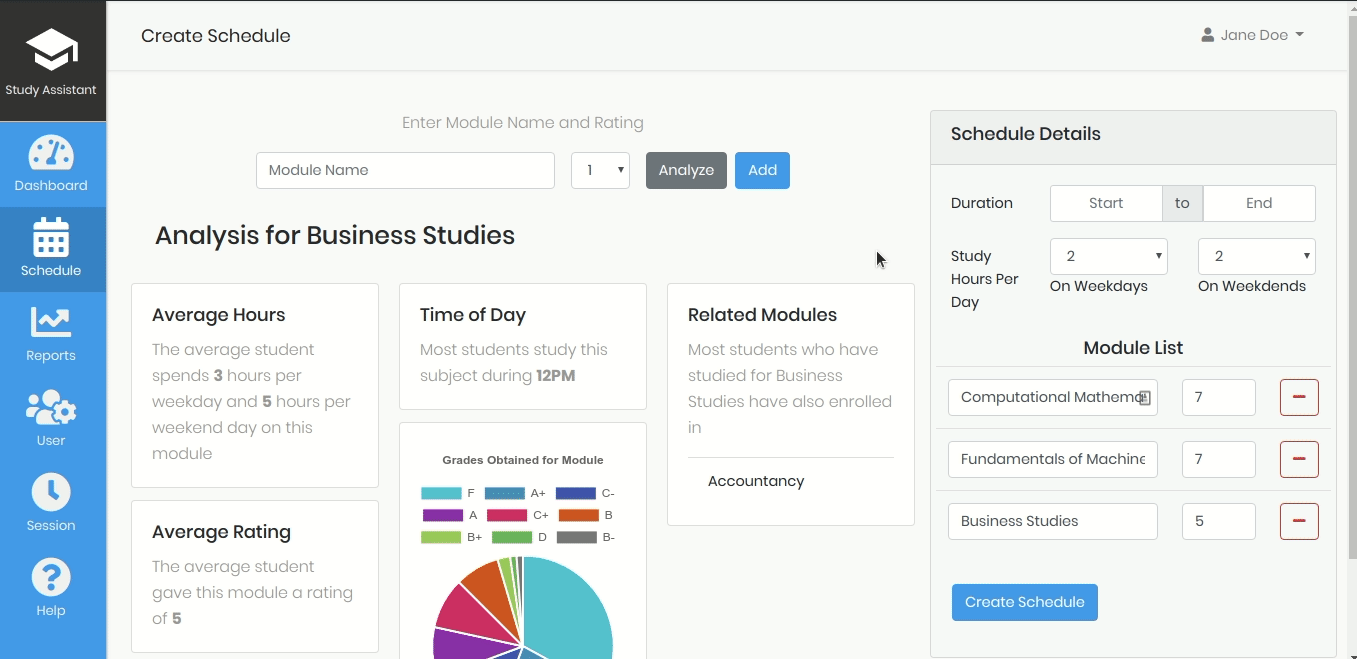 Study Assistant
Dashboard
Schedule
Reports
User
Session
Help
Create Schedule
Jane Doe
Enter Module Name and Rating
Module Name
1
Analyze
Add
Analysis for Business Studies
Average Hours
The average student
spends 3 hours per
weekday and 5 hours per
weekend day on this
module
Average Rating
The average student
gave this module a rating
of 5
Time of Day
Most students study this
subject during 12PM
Grades Obtained for Module
F A+ C-
A C+ B
B+ D B-
Related Modules
Most students who have
studied for Business
Studies have also enrolled
in
Accountancy
Schedule Details
Duration
Start to End
Study
Hours Per
Day
2
On Weekdays
2
On Weekdends
Module List
Computational Mathema 7
Fundamentals of Machine 7
Business Studies 5
Create Schedule